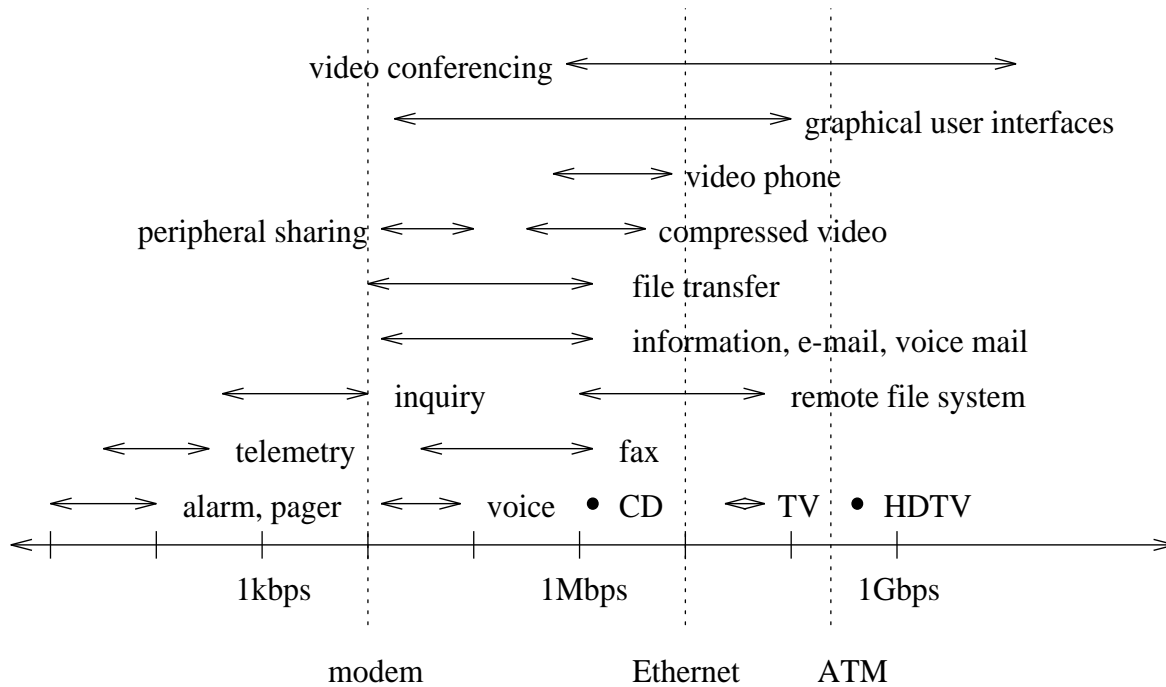 video conferencing
graphical user interfaces
video phone
peripheral sharing compressed video
file transfer
information, e-mail, voice mail
inquiry remote file system
telemetry fax
alarm, pager voice CD TV HDTV
1kbps 1Mbps 1Gbps
modem Ethernet ATM